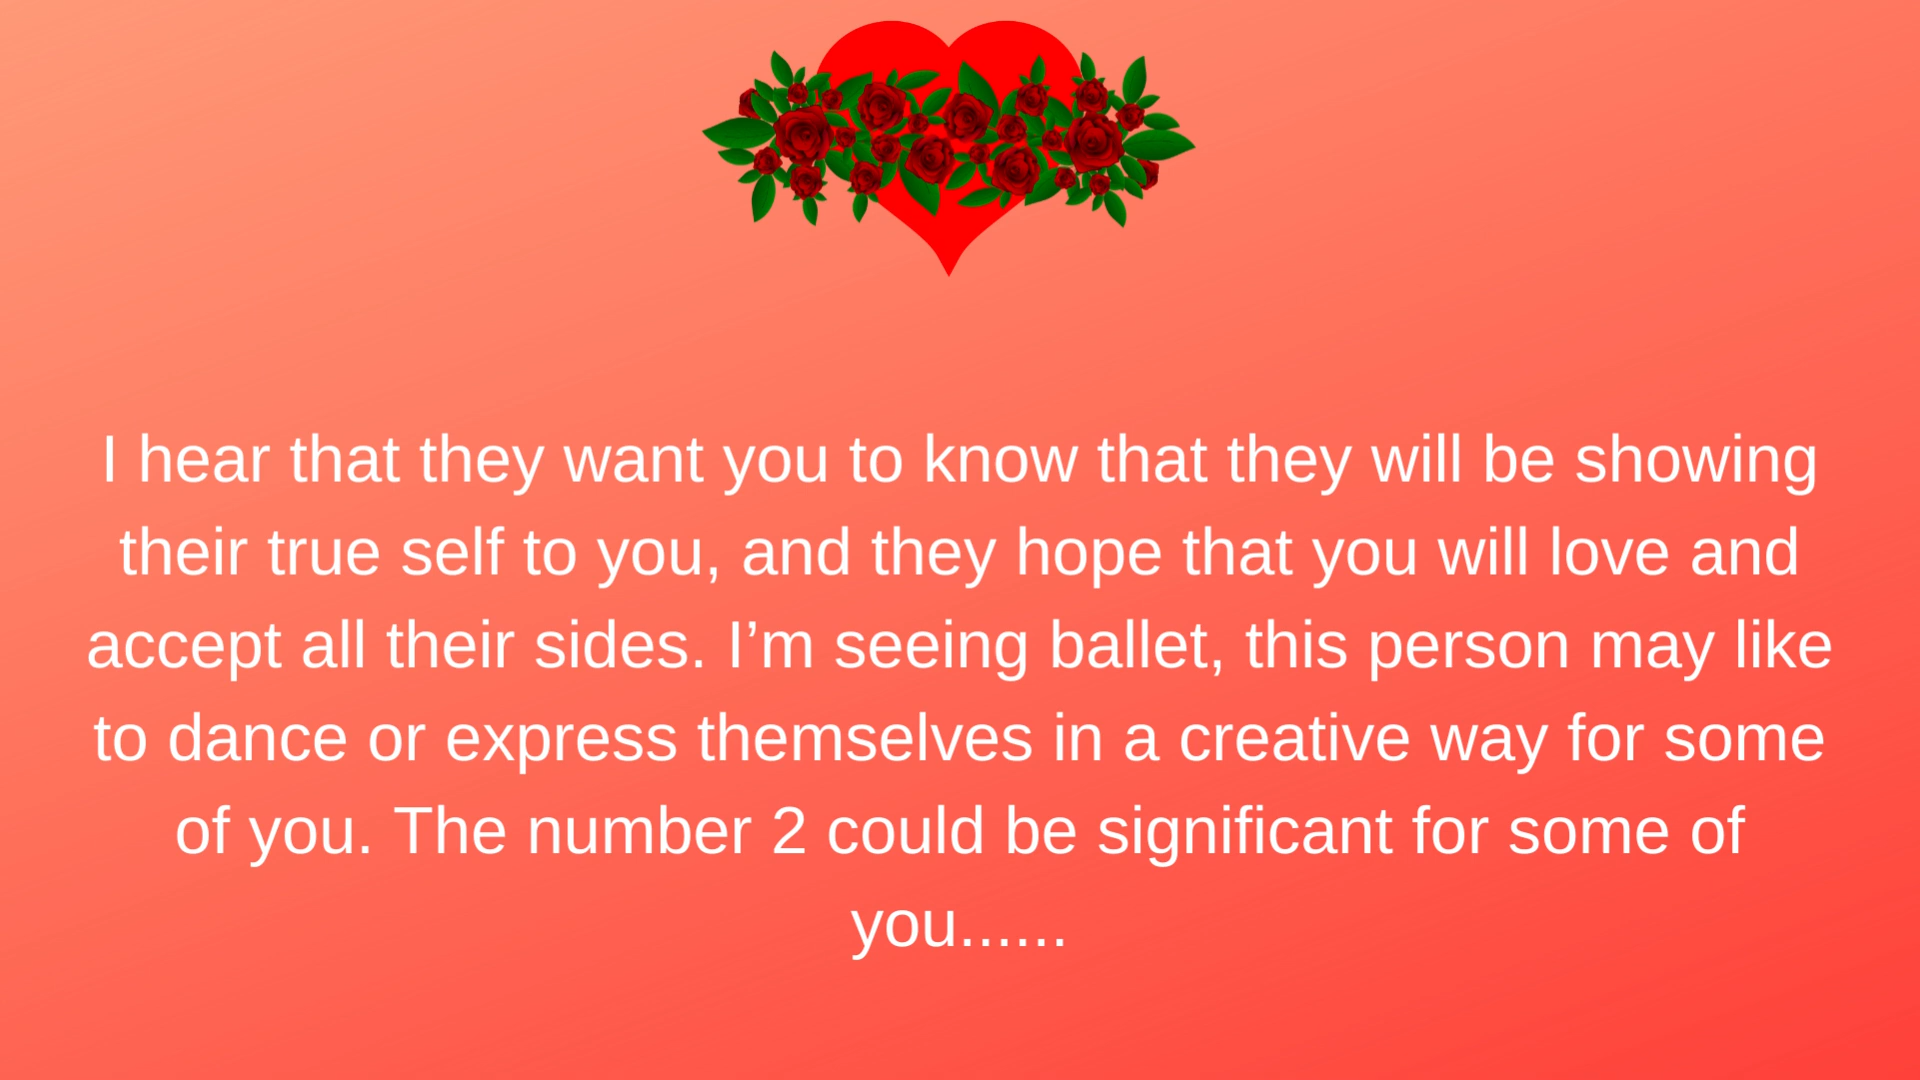 I hear that they want you to know that they will be showing
their true self to you, and they hope that you will love and
accept all their sides. I’m seeing ballet, this person may like
to dance or express themselves in a creative way for some
of you. The number 2 could be significant for some of
you......